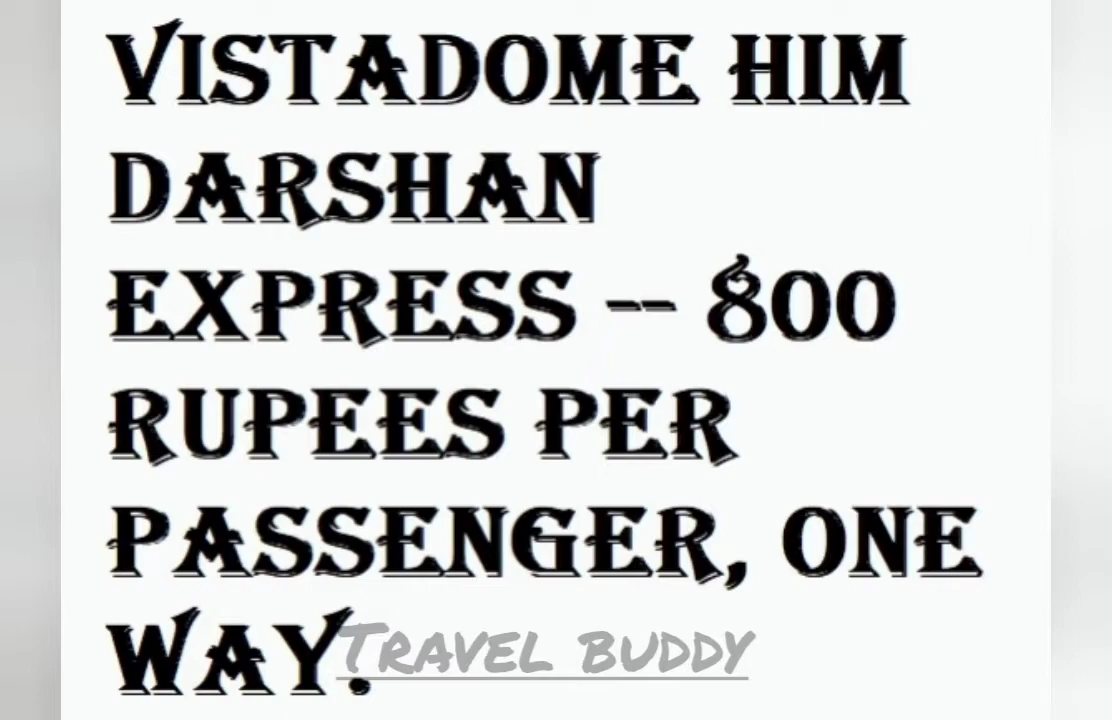 VISTADOME HIM
DARSHAN
EXPRESS -- 800
RUPEES PER
PASSENGER, ONE
WAY.
TRAVEL BUDDY